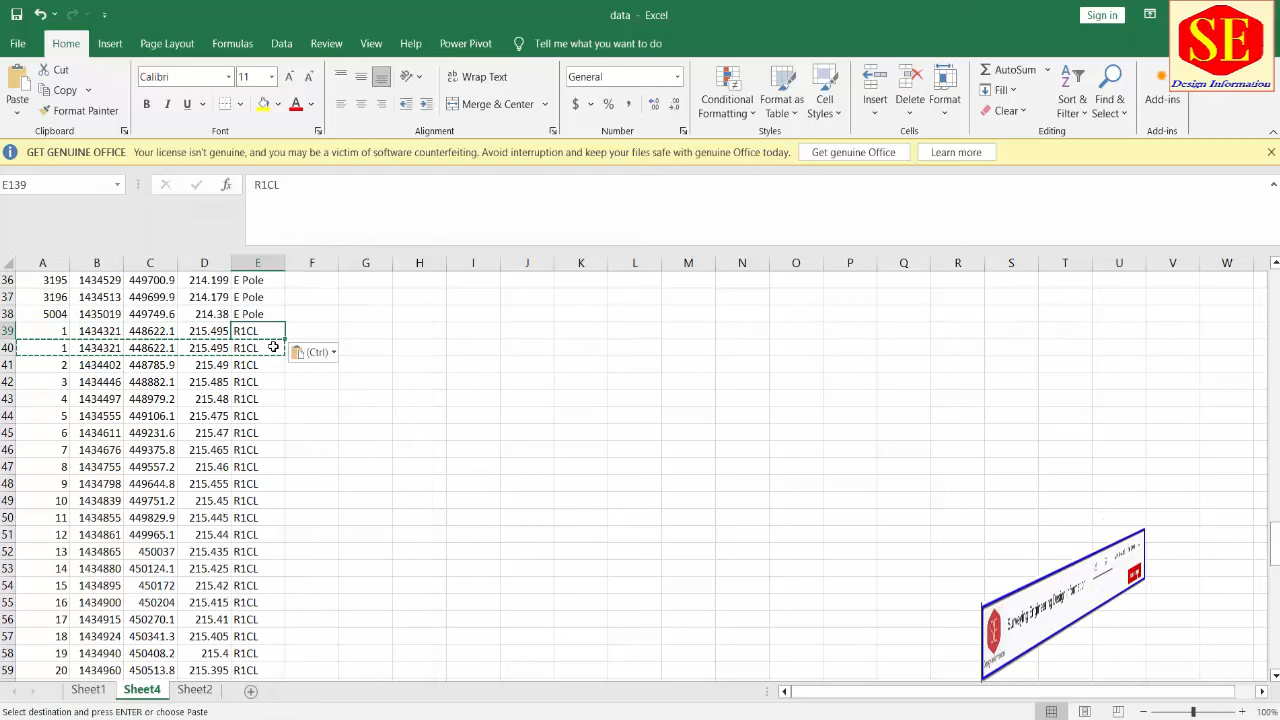 data - Excel
Sign in
SE
Design Information
File Home Insert Page Layout Formulas Data Review View Help Power Pivot Tell me what you want to do
Paste
Cut
Copy
Format Painter
Clipboard
Calibri 11
B I U
Font
Wrap Text
Merge & Center
Alignment
General
$ % ,
Number
Conditional Formatting
Format as Table
Cell Styles
Styles
Insert Delete Format
Cells
AutoSum
Fill
Clear
Sort & Filter
Find & Select
Editing
Add-ins
Add-ins
GET GENUINE OFFICE Your license isn't genuine, and you may be a victim of software counterfeiting. Avoid interruption and keep your files safe with genuine Office today. Get genuine Office Learn more
E139 fx R1CL
A B C D E F G H I J K L M N O P Q R S T U V W
36 3195 1434529 449700.9 214.199 E Pole
37 3196 1434513 449699.9 214.179 E Pole
38 5004 1435019 449749.6 214.38 E Pole
39 1 1434321 448622.1 215.495 R1CL
40 1 1434321 448622.1 215.495 R1CL (Ctrl)
41 2 1434402 448785.9 215.49 R1CL
42 3 1434446 448882.1 215.485 R1CL
43 4 1434497 448979.2 215.48 R1CL
44 5 1434555 449106.1 215.475 R1CL
45 6 1434611 449231.6 215.47 R1CL
46 7 1434676 449375.8 215.465 R1CL
47 8 1434755 449557.2 215.46 R1CL
48 9 1434798 449644.8 215.455 R1CL
49 10 1434839 449751.2 215.45 R1CL
50 11 1434855 449829.9 215.445 R1CL
51 12 1434861 449965.1 215.44 R1CL
52 13 1434865 450037 215.435 R1CL
53 14 1434880 450124.1 215.425 R1CL
54 15 1434895 450172 215.42 R1CL
55 16 1434900 450204 215.415 R1CL
56 17 1434915 450270.1 215.41 R1CL
57 18 1434924 450341.3 215.405 R1CL
58 19 1434940 450408.2 215.4 R1CL
59 20 1434960 450513.8 215.395 R1CL
SE Surveying Engineering Design Information
Sheet1 Sheet4 Sheet2
Select destination and press ENTER or choose Paste
100%